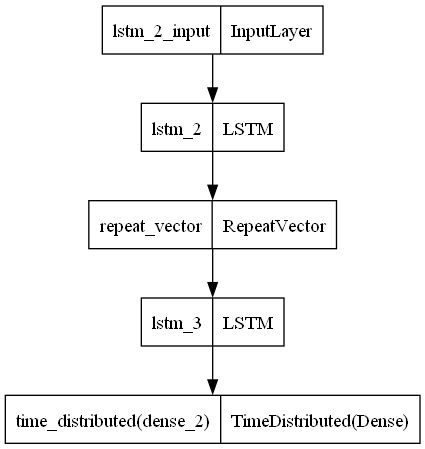 lstm_2_input InputLayer
lstm_2 LSTM
repeat_vector RepeatVector
lstm_3 LSTM
time_distributed(dense_2) TimeDistributed(Dense)